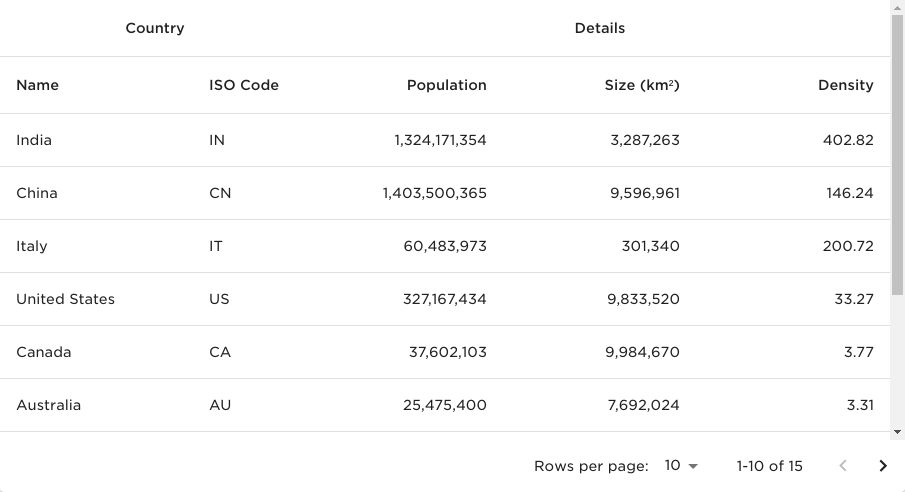 Country Details
Name ISO Code Population Size (km²) Density
India IN 1,324,171,354 3,287,263 402.82
China CN 1,403,500,365 9,596,961 146.24
Italy IT 60,483,973 301,340 200.72
United States US 327,167,434 9,833,520 33.27
Canada CA 37,602,103 9,984,670 3.77
Australia AU 25,475,400 7,692,024 3.31
Rows per page: 10 1-10 of 15